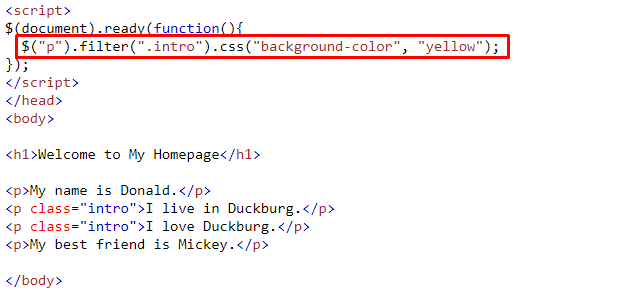 <script>
$(document).ready(function(){
  $("p").filter(".intro").css("background-color", "yellow");
});
</script>
</head>
<body>

<h1>Welcome to My Homepage</h1>

<p>My name is Donald.</p>
<p class="intro">I live in Duckburg.</p>
<p class="intro">I love Duckburg.</p>
<p>My best friend is Mickey.</p>

</body>